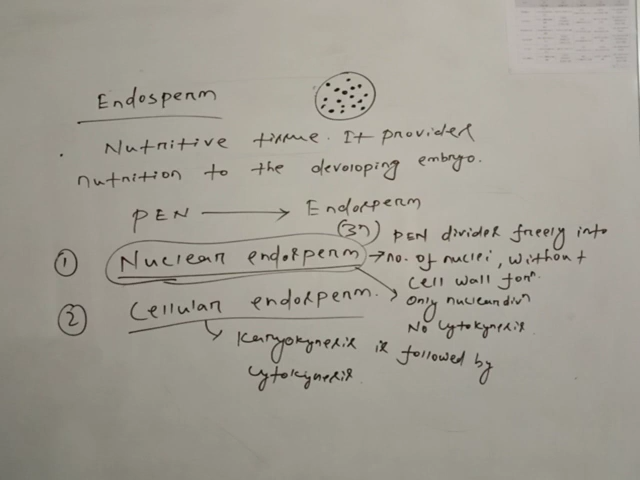 Endosperm
. Nutritive tissue. It provides
nutrition to the devoloping embryo.
PEN → Endosperm
(3n)
① Nuclear endosperm → PEN divides freely into
no. of nuclei, without
cell wall formn.
Only nuclear divn
No cytokynesis
② Cellular endosperm.
↳ Karyokynesis is followed by
cytokynesis